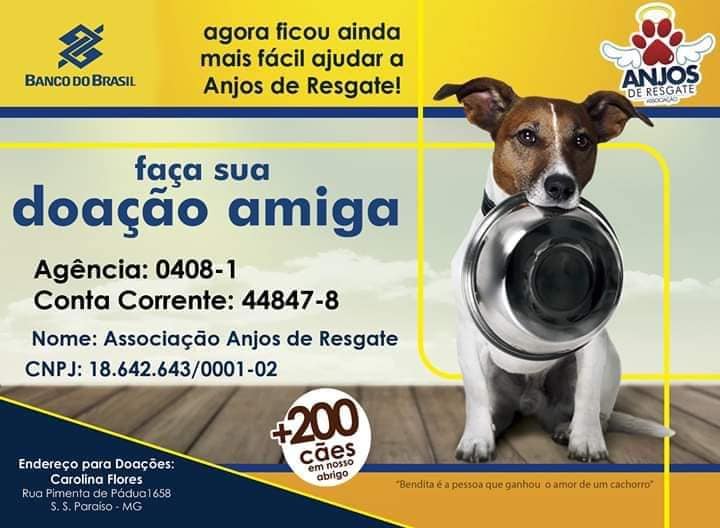 BANCO DO BRASIL
agora ficou ainda
mais fácil ajudar a
Anjos de Resgate!
ANJOS
DE RESGATE
ASSOCIAÇÃO
faça sua
doação amiga
Agência: 0408-1
Conta Corrente: 44847-8
Nome: Associação Anjos de Resgate
CNPJ: 18.642.643/0001-02
+200
cães
em nosso
abrigo
Endereço para Doações:
Carolina Flores
Rua Pimenta de Pádua1658
S. S. Paraíso - MG
"Bendita é a pessoa que ganhou o amor de um cachorro"